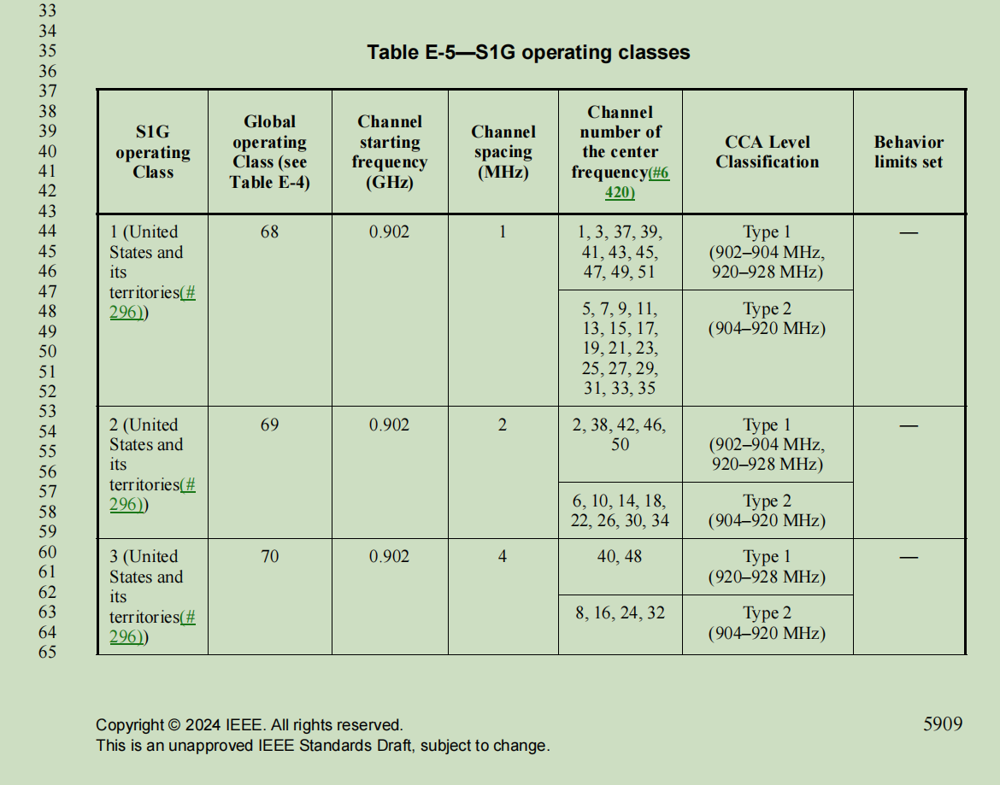 33
34
35
36
37
38
39
40
41
42
43
44
45
46
47
48
49
50
51
52
53
54
55
56
57
58
59
60
61
62
63
64
65
Table E-5—S1G operating classes
S1G
operating
Class
Global
operating
Class (see
Table E-4)
Channel
starting
frequency
(GHz)
Channel
spacing
(MHz)
Channel
number of
the center
frequency(#6
420)
CCA Level
Classification
Behavior
limits set
1 (United
States and
its
territories(#
296))
68
0.902
1
1, 3, 37, 39,
41, 43, 45,
47, 49, 51
Type 1
(902–904 MHz,
920–928 MHz)
—
5, 7, 9, 11,
13, 15, 17,
19, 21, 23,
25, 27, 29,
31, 33, 35
Type 2
(904–920 MHz)
2 (United
States and
its
territories(#
296))
69
0.902
2
2, 38, 42, 46,
50
Type 1
(902–904 MHz,
920–928 MHz)
—
6, 10, 14, 18,
22, 26, 30, 34
Type 2
(904–920 MHz)
3 (United
States and
its
territories(#
296))
70
0.902
4
40, 48
Type 1
(920–928 MHz)
—
8, 16, 24, 32
Type 2
(904–920 MHz)
Copyright © 2024 IEEE. All rights reserved.
This is an unapproved IEEE Standards Draft, subject to change.
5909